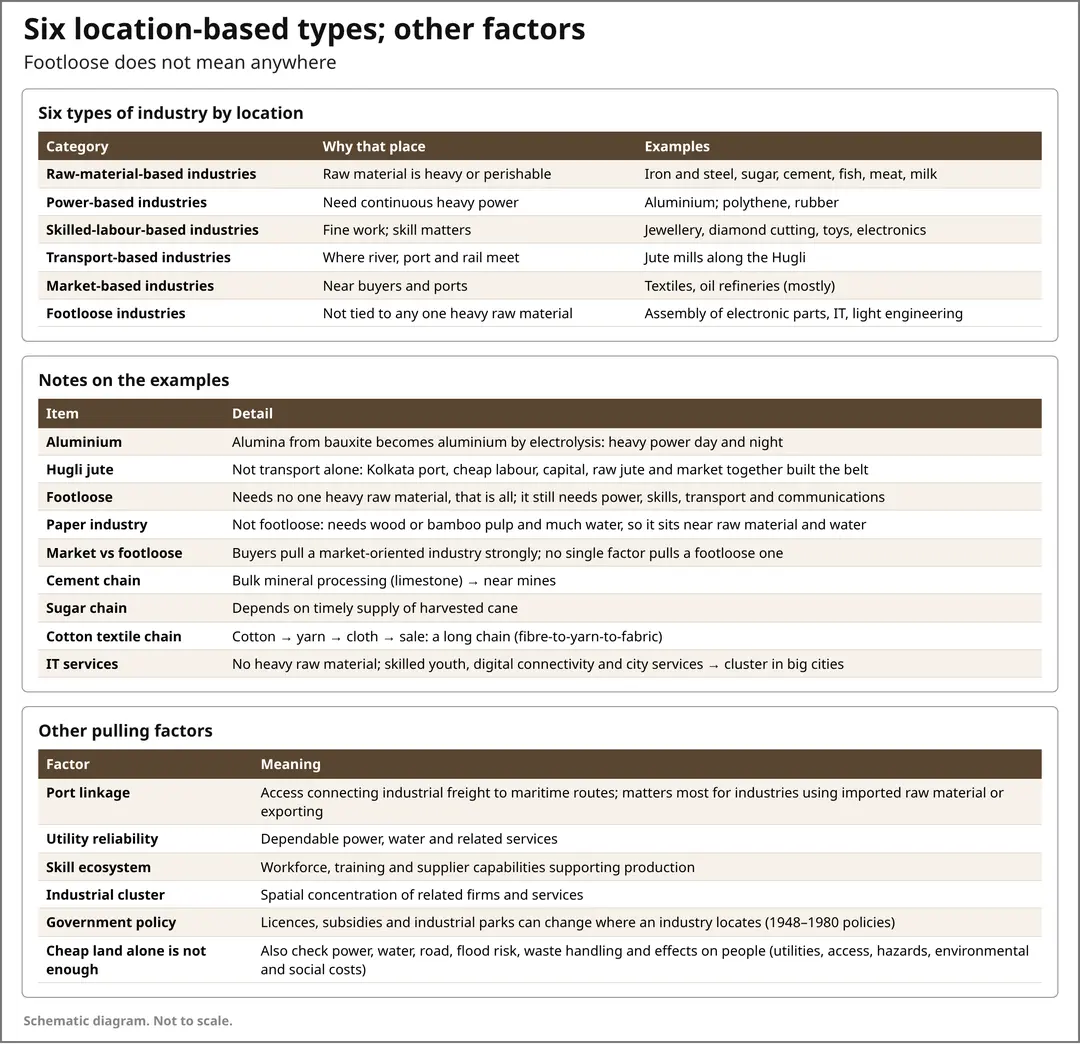 Six location-based types; other factors
Footloose does not mean anywhere
Six types of industry by location
Category Why that place Examples
Raw-material-based industries Raw material is heavy or perishable Iron and steel, sugar, cement, fish, meat, milk
Power-based industries Need continuous heavy power Aluminium; polythene, rubber
Skilled-labour-based industries Fine work; skill matters Jewellery, diamond cutting, toys, electronics
Transport-based industries Where river, port and rail meet Jute mills along the Hugli
Market-based industries Near buyers and ports Textiles, oil refineries (mostly)
Footloose industries Not tied to any one heavy raw material Assembly of electronic parts, IT, light engineering
Notes on the examples
Item Detail
Aluminium Alumina from bauxite becomes aluminium by electrolysis: heavy power day and night
Hugli jute Not transport alone: Kolkata port, cheap labour, capital, raw jute and market together built the belt
Footloose Needs no one heavy raw material, that is all; it still needs power, skills, transport and communications
Paper industry Not footloose: needs wood or bamboo pulp and much water, so it sits near raw material and water
Market vs footloose Buyers pull a market-oriented industry strongly; no single factor pulls a footloose one
Cement chain Bulk mineral processing (limestone) → near mines
Sugar chain Depends on timely supply of harvested cane
Cotton textile chain Cotton → yarn → cloth → sale: a long chain (fibre-to-yarn-to-fabric)
IT services No heavy raw material; skilled youth, digital connectivity and city services → cluster in big cities
Other pulling factors
Factor Meaning
Port linkage Access connecting industrial freight to maritime routes; matters most for industries using imported raw material or
exporting
Utility reliability Dependable power, water and related services
Skill ecosystem Workforce, training and supplier capabilities supporting production
Industrial cluster Spatial concentration of related firms and services
Government policy Licences, subsidies and industrial parks can change where an industry locates (1948–1980 policies)
Cheap land alone is not Also check power, water, road, flood risk, waste handling and effects on people (utilities, access, hazards, environmental
enough and social costs)
Schematic diagram. Not to scale.